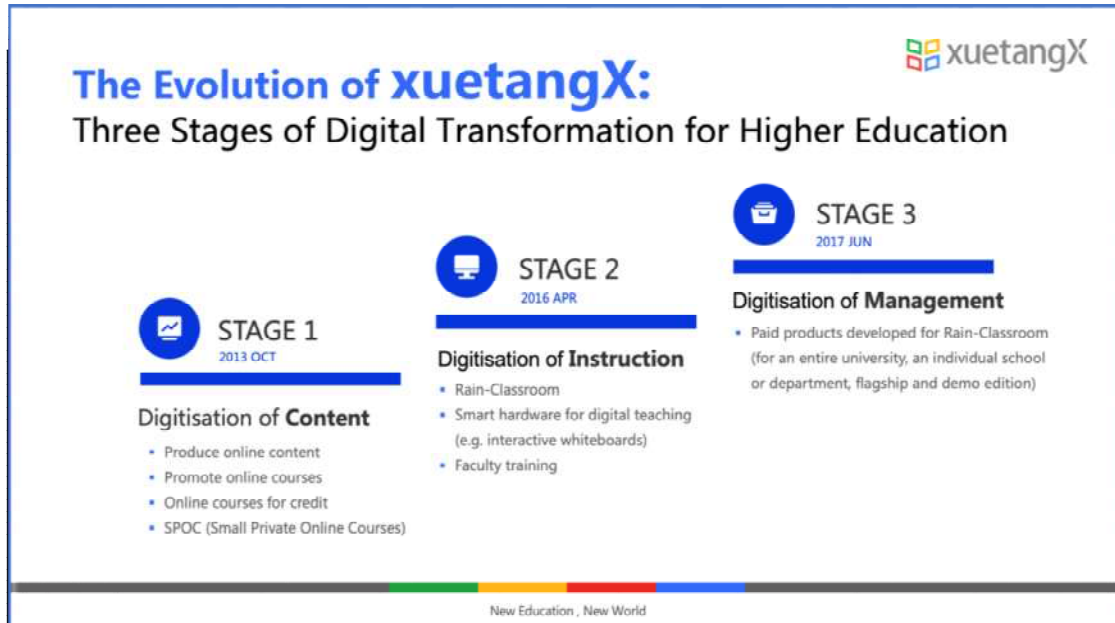 xuetangX
The Evolution of xuetangX:
Three Stages of Digital Transformation for Higher Education
STAGE 1
2013 OCT
Digitisation of Content
▪ Produce online content
▪ Promote online courses
▪ Online courses for credit
▪ SPOC (Small Private Online Courses)
STAGE 2
2016 APR
Digitisation of Instruction
▪ Rain-Classroom
▪ Smart hardware for digital teaching
(e.g. interactive whiteboards)
▪ Faculty training
STAGE 3
2017 JUN
Digitisation of Management
▪ Paid products developed for Rain-Classroom
(for an entire university, an individual school
or department, flagship and demo edition)
New Education , New World